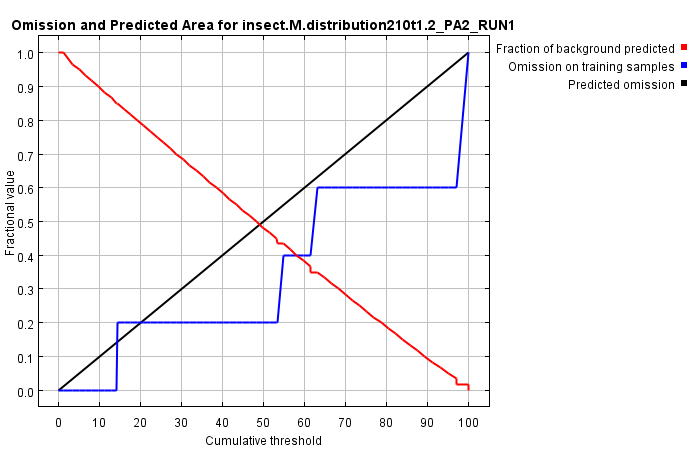 Omission and Predicted Area for insect.M.distribution210t1.2_PA2_RUN1
Fraction of background predicted
Omission on training samples
Predicted omission
Fractional value
1.0
0.9
0.8
0.7
0.6
0.5
0.4
0.3
0.2
0.1
0.0
0 10 20 30 40 50 60 70 80 90 100
Cumulative threshold